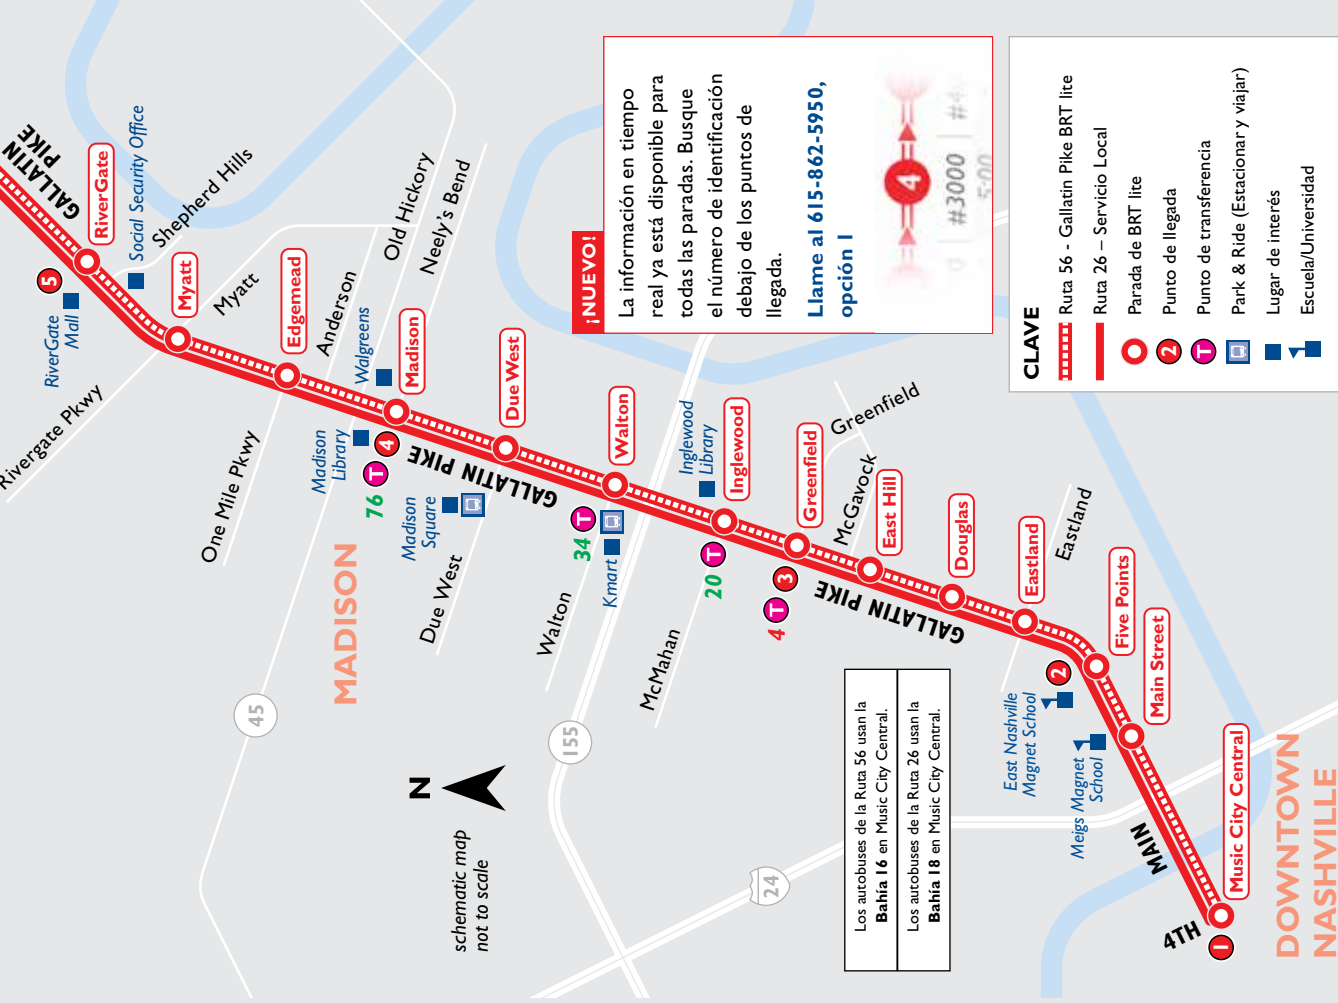 GALLATIN
PIKE
RiverGate
5
RiverGate
Mall
Social Security Office
Shepherd Hills
Myatt
Myatt
Rivergate Pkwy
Edgemead
Anderson
Old Hickory
Neely's Bend
One Mile Pkwy
Walgreens
Madison
Madison
Library
4
T
76
GALLATIN PIKE
MADISON
Madison
Square
Due West
Due West
Walton
34
T
Kmart
Walton
Inglewood
Library
Inglewood
20
T
McMahan
Greenfield
Greenfield
3
T
4
McGavock
East Hill
GALLATIN PIKE
Douglas
Eastland
Eastland
Five Points
2
East Nashville
Magnet School
Main Street
Meigs Magnet
School
MAIN
Music City Central
4TH
1
DOWNTOWN
NASHVILLE
45
155
24
N
schematic map
not to scale
Los autobuses de la Ruta 56 usan la
Bahía 16 en Music City Central.
Los autobuses de la Ruta 26 usan la
Bahía 18 en Music City Central.
¡NUEVO!
La información en tiempo
real ya está disponible para
todas las paradas. Busque
el número de identificación
debajo de los puntos de
llegada.
Llame al 615-862-5950,
opción 1
4
#3000
5:00
CLAVE
Ruta 56 - Gallatin Pike BRT lite
Ruta 26 – Servicio Local
Parada de BRT lite
2 Punto de llegada
T Punto de transferencia
Park & Ride (Estacionar y viajar)
Lugar de interés
Escuela/Universidad